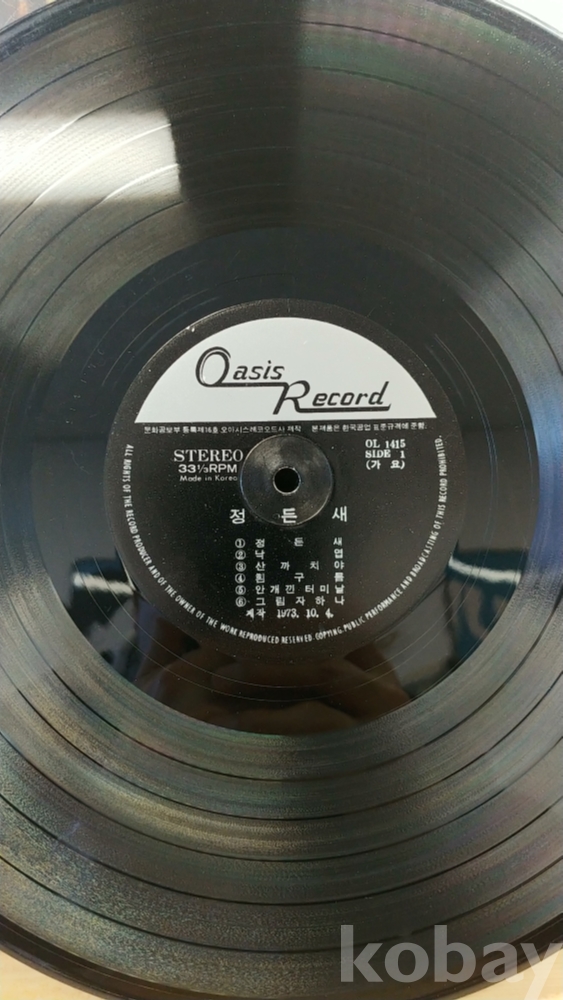 Oasis
Record
문화공보부 등록제16호 오아시스레코드사 제작 본제품은 한국공업 표준규격에 준함.
STEREO
33⅓RPM
Made in Korea
OL 1415
SIDE 1
(가요)
정든새
① 정든새
② 낙엽
③ 산까치야
④ 흰구름
⑤ 안개낀터미날
⑥ 그림자하나
제작 1973. 10. 4.
ALL RIGHTS OF THE RECORD PRODUCER AND OF THE OWNER OF THE WORK REPRODUCED RESERVED. COPYING, PUBLIC PERFORMANCE AND BROADCASTING OF THIS RECORD PROHIBITED.
kobay